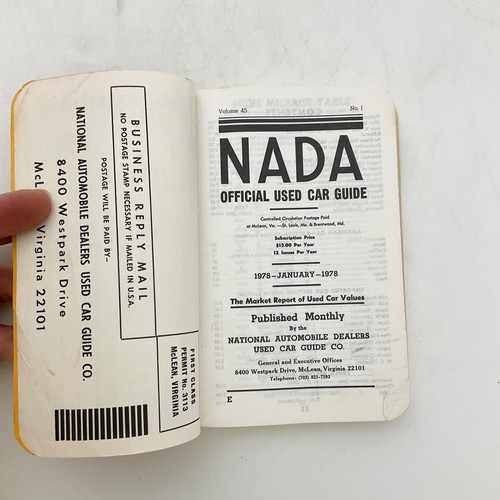 BUSINESS REPLY MAIL
NO POSTAGE STAMP NECESSARY IF MAILED IN U.S.A.
POSTAGE WILL BE PAID BY—
NATIONAL AUTOMOBILE DEALERS USED CAR GUIDE CO.
8400 Westpark Drive
McL Virginia 22101
FIRST CLASS
PERMIT No. 3113
McLEAN, VIRGINIA
Volume 45 No. 1
NADA
OFFICIAL USED CAR GUIDE
Controlled Circulation Postage Paid
at McLean, Va. —St. Louis, Mo. & Brentwood, Md.
Subscription Price
$15.00 Per Year
12 Issues Per Year
1978—JANUARY—1978
The Market Report of Used Car Values
Published Monthly
By the
NATIONAL AUTOMOBILE DEALERS
USED CAR GUIDE CO.
General and Executive Offices
8400 Westpark Drive, McLean, Virginia 22101
Telephone: (703) 821-7193
E